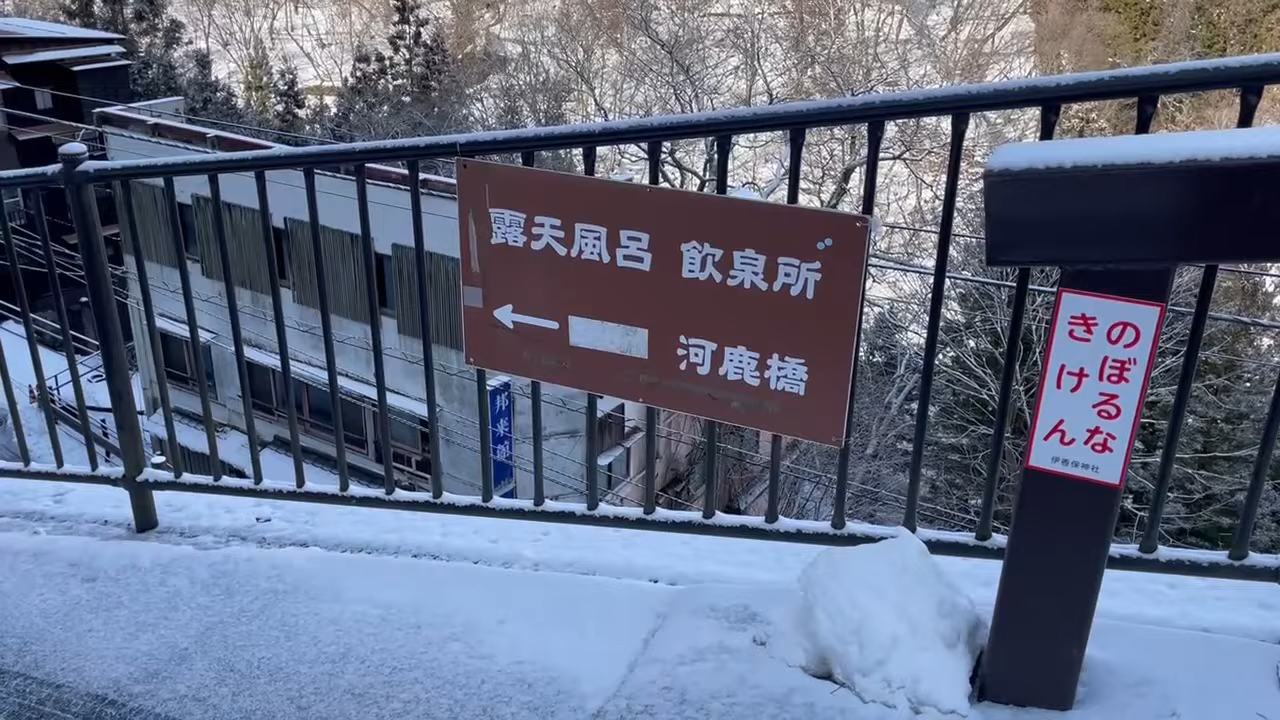 露天風呂 飲泉所
← 河鹿橋
のぼるな
きけん
伊香保神社